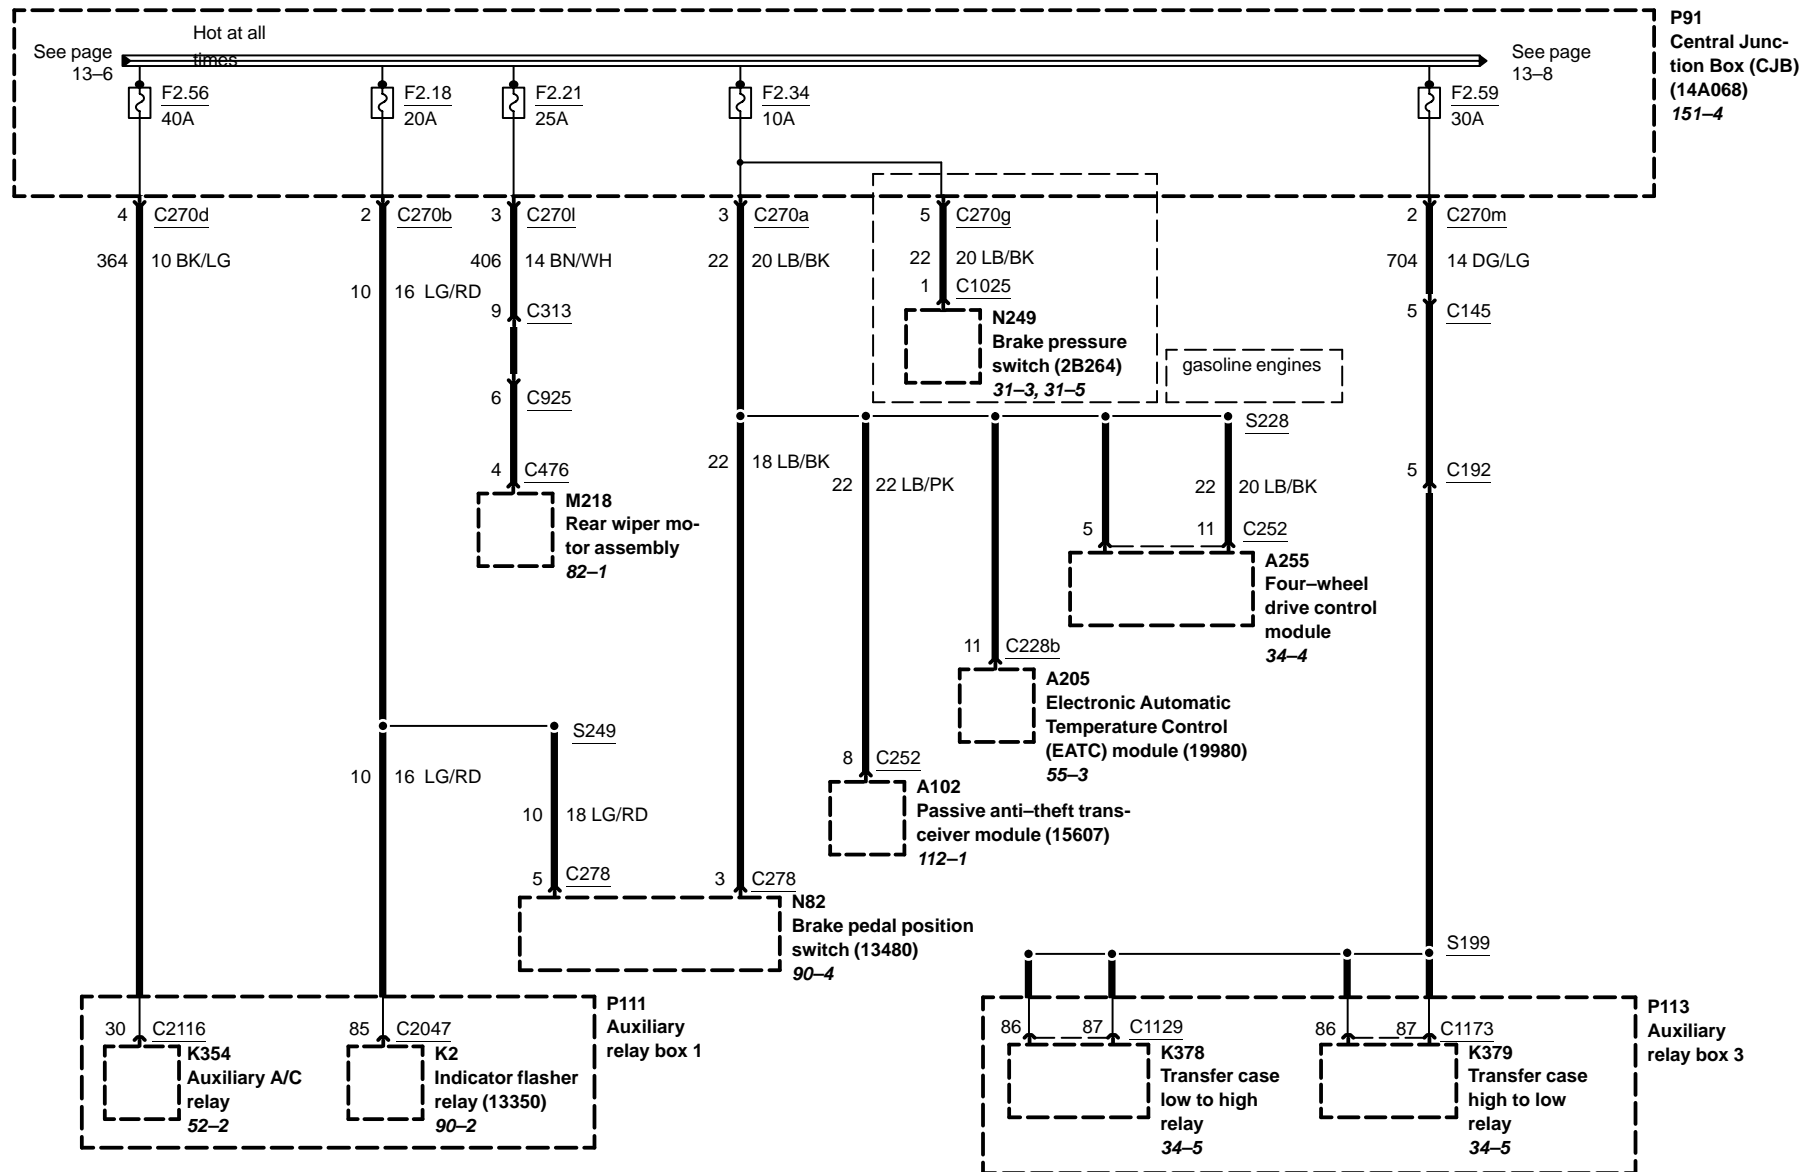 Hot at all
times
See page
13–6
See page
13–8
P91
Central Junc-
tion Box (CJB)
(14A068)
151–4
F2.56
40A
F2.18
20A
F2.21
25A
F2.34
10A
F2.59
30A
4 C270d
2 C270b
3 C270l
3 C270a
5 C270g
2 C270m
364 10 BK/LG
10 16 LG/RD
406 14 BN/WH
22 20 LB/BK
22 20 LB/BK
704 14 DG/LG
1 C1025
9 C313
5 C145
N249
Brake pressure
switch (2B264)
31–3, 31–5
gasoline engines
6 C925
S228
4 C476
22 18 LB/BK
22 22 LB/PK
22 20 LB/BK
5 C192
M218
Rear wiper mo-
tor assembly
82–1
5
11 C252
A255
Four–wheel
drive control
module
34–4
11 C228b
A205
Electronic Automatic
Temperature Control
(EATC) module (19980)
55–3
S249
8 C252
A102
Passive anti–theft trans-
ceiver module (15607)
112–1
10 16 LG/RD
10 18 LG/RD
5 C278
3 C278
N82
Brake pedal position
switch (13480)
90–4
S199
P111
Auxiliary
relay box 1
30 C2116
K354
Auxiliary A/C
relay
52–2
85 C2047
K2
Indicator flasher
relay (13350)
90–2
P113
Auxiliary
relay box 3
86
87 C1129
K378
Transfer case
low to high
relay
34–5
86
87 C1173
K379
Transfer case
high to low
relay
34–5